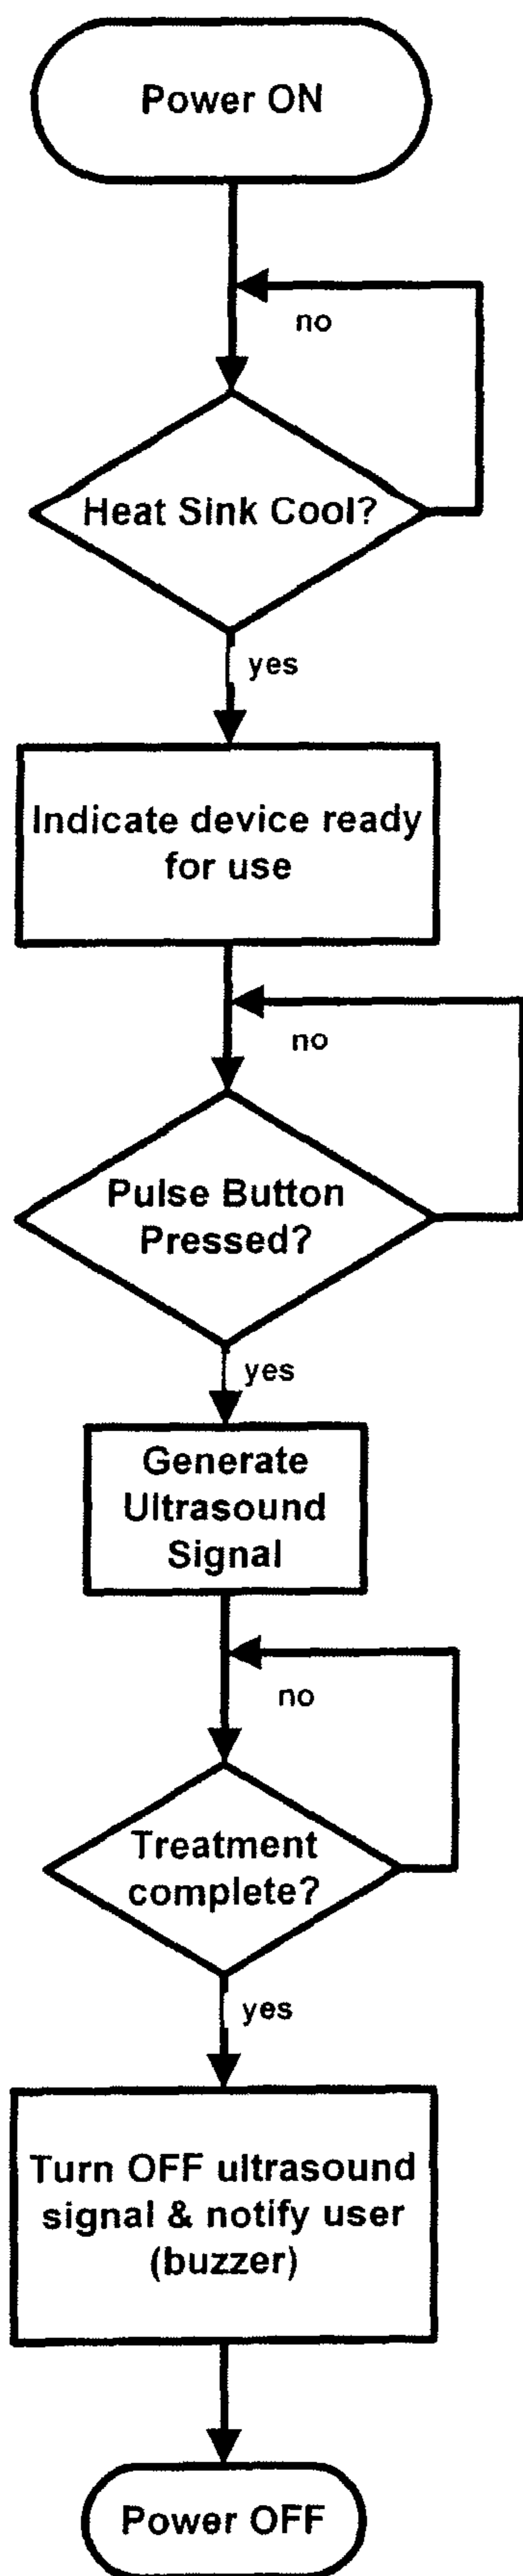 Power ON
no
Heat Sink Cool?
yes
Indicate device ready
for use
no
Pulse Button
Pressed?
yes
Generate
Ultrasound
Signal
no
Treatment
complete?
yes
Turn OFF ultrasound
signal & notify user
(buzzer)
Power OFF